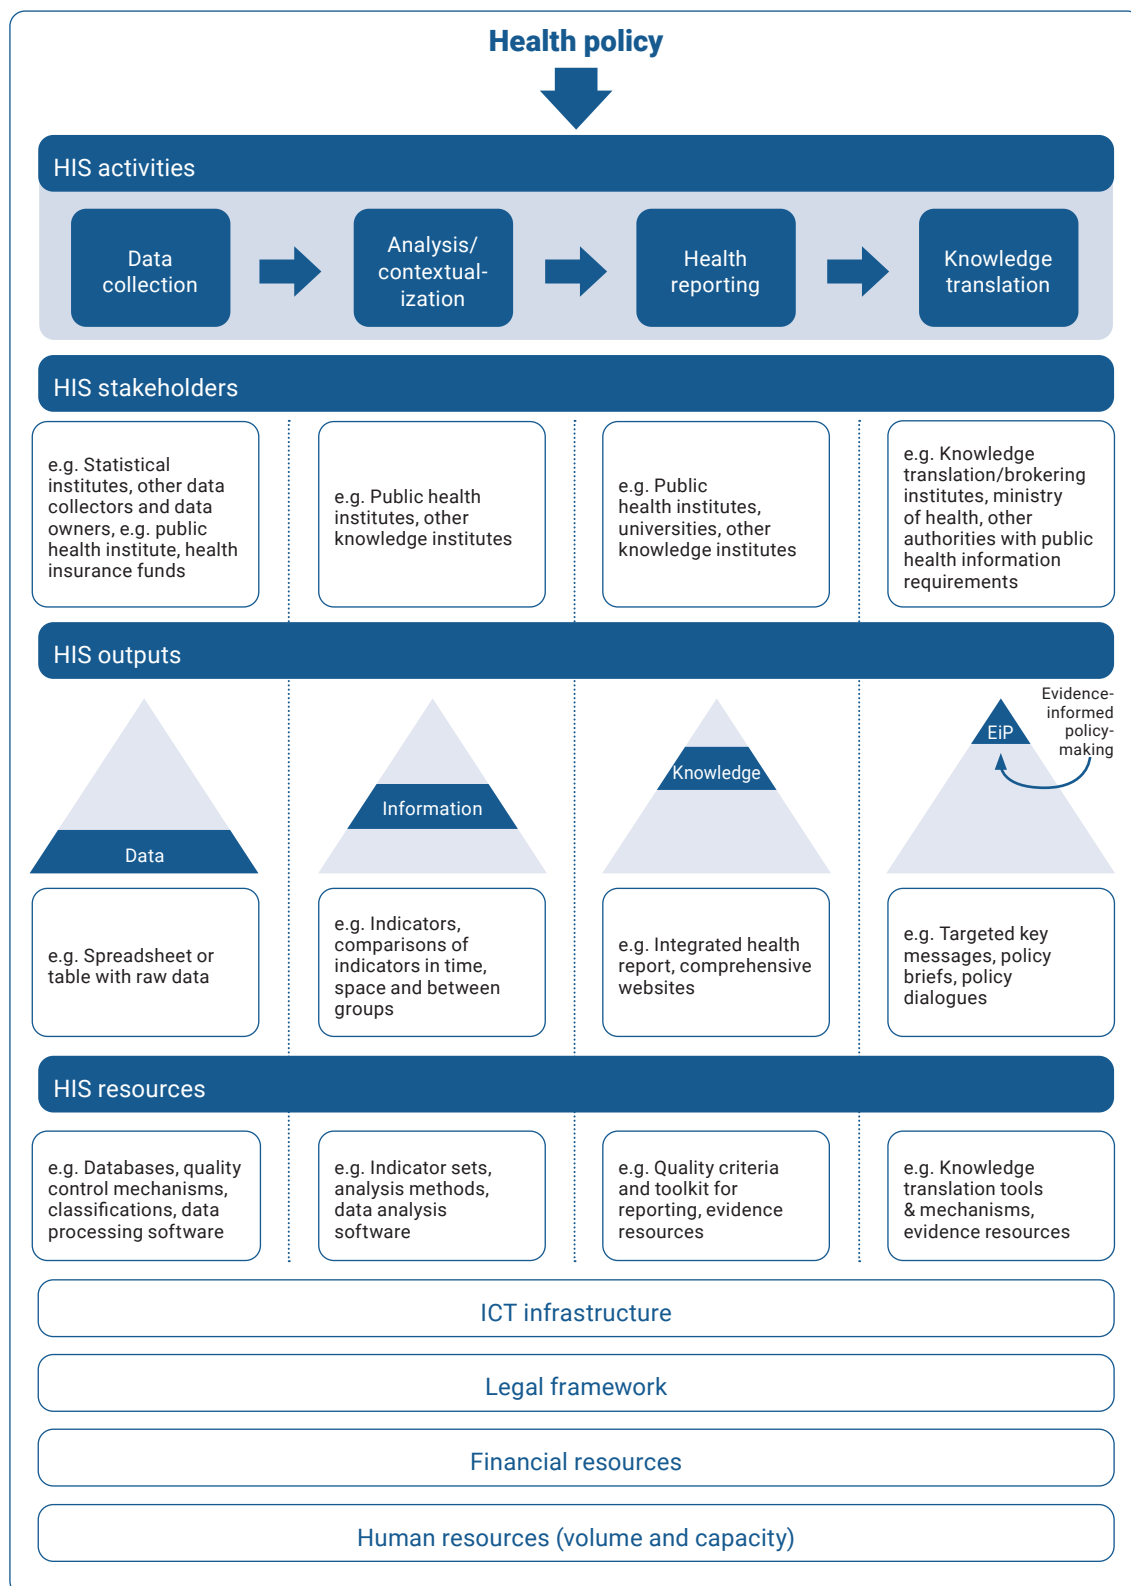 Health policy
HIS activities
Data
collection
Analysis/
contextual-
ization
Health
reporting
Knowledge
translation
HIS stakeholders
e.g. Statistical
institutes, other data
collectors and data
owners, e.g. public
health institute, health
insurance funds
e.g. Public health
institutes, other
knowledge institutes
e.g. Public
health institutes,
universities, other
knowledge institutes
e.g. Knowledge
translation/brokering
institutes, ministry
of health, other
authorities with public
health information
requirements
HIS outputs
Data
Information
Knowledge
EiP
Evidence-
informed
policy-
making
e.g. Spreadsheet or
table with raw data
e.g. Indicators,
comparisons of
indicators in time,
space and between
groups
e.g. Integrated health
report, comprehensive
websites
e.g. Targeted key
messages, policy
briefs, policy
dialogues
HIS resources
e.g. Databases, quality
control mechanisms,
classifications, data
processing software
e.g. Indicator sets,
analysis methods,
data analysis
software
e.g. Quality criteria
and toolkit for
reporting, evidence
resources
e.g. Knowledge
translation tools
& mechanisms,
evidence resources
ICT infrastructure
Legal framework
Financial resources
Human resources (volume and capacity)